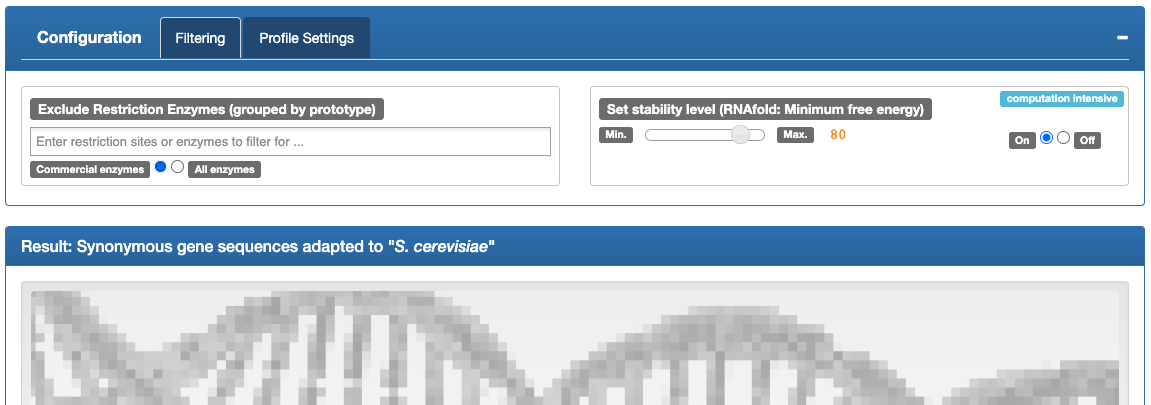 Configuration Filtering Profile Settings
Exclude Restriction Enzymes (grouped by prototype)
Enter restriction sites or enzymes to filter for ...
Commercial enzymes All enzymes
computation intensive
Set stability level (RNAfold: Minimum free energy)
Min. Max. 80 On Off
Result: Synonymous gene sequences adapted to "S. cerevisiae"